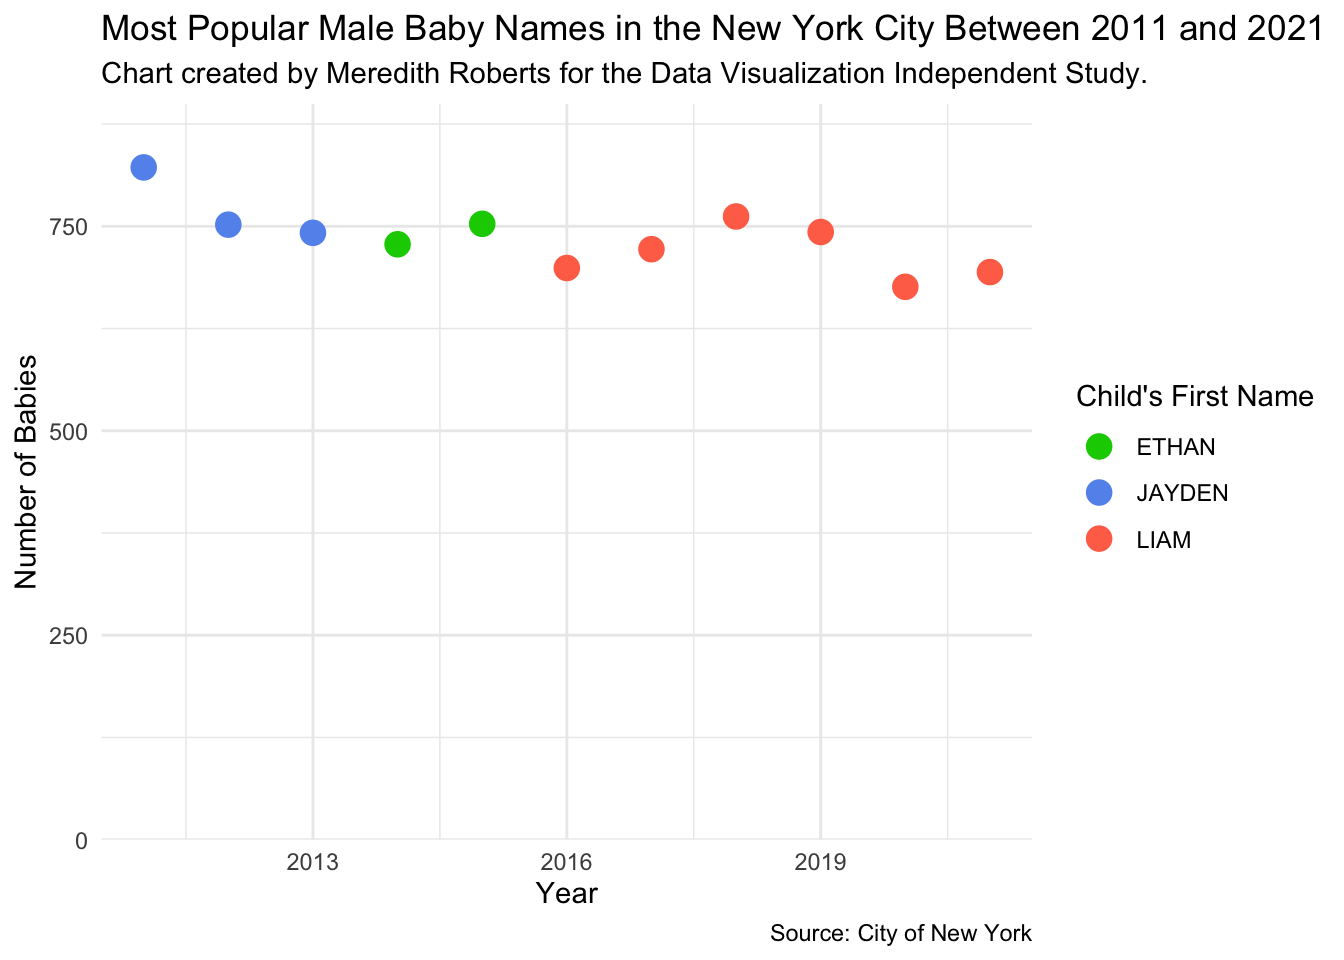 Most Popular Male Baby Names in the New York City Between 2011 and 2021
Chart created by Meredith Roberts for the Data Visualization Independent Study.
Number of Babies
750
500
250
0
2013
2016
2019
Year
Child's First Name
ETHAN
JAYDEN
LIAM
Source: City of New York